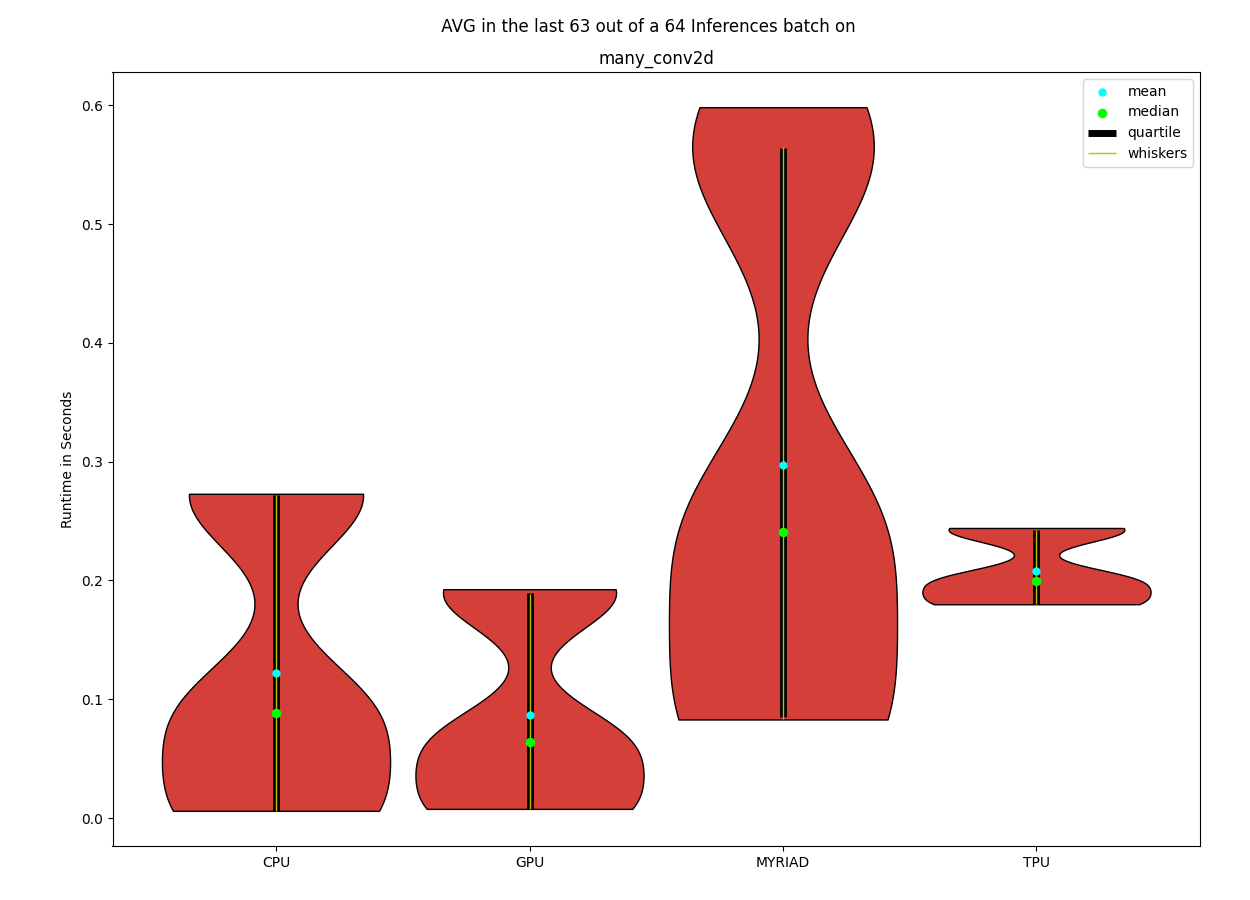 AVG in the last 63 out of a 64 Inferences batch on
many_conv2d
mean
median
quartile
whiskers
0.6
0.5
0.4
0.3
0.2
0.1
0.0
Runtime in Seconds
CPU
GPU
MYRIAD
TPU